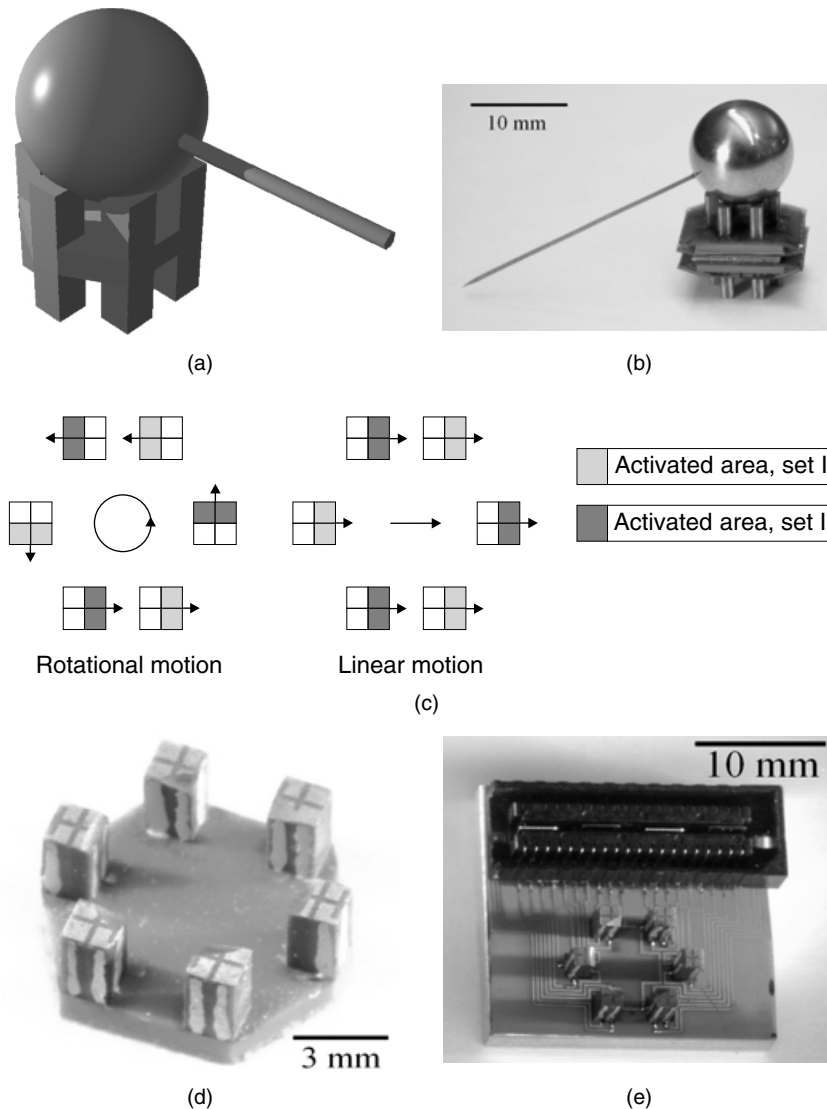 10 mm
(a)
(b)
Activated area, set I
Activated area, set I
Rotational motion
Linear motion
(c)
10 mm
3 mm
(d)
(e)